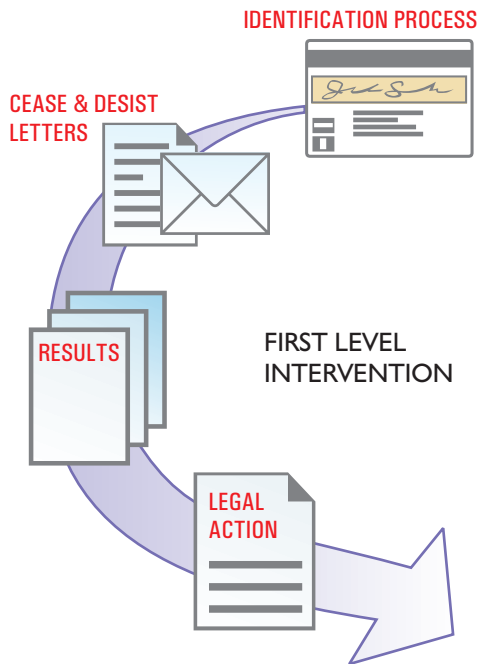 IDENTIFICATION PROCESS
CEASE & DESIST
LETTERS
RESULTS
FIRST LEVEL
INTERVENTION
LEGAL
ACTION